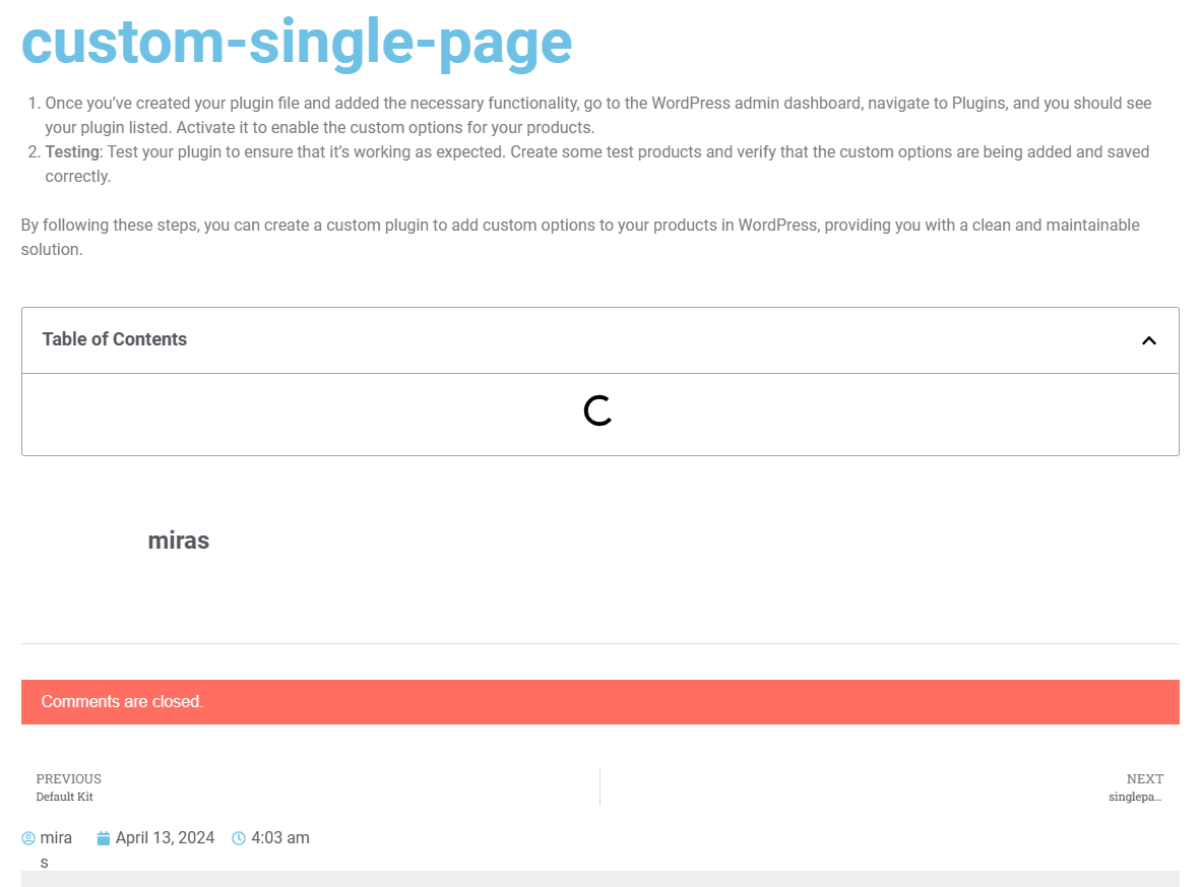 custom-single-page
1. Once you’ve created your plugin file and added the necessary functionality, go to the WordPress admin dashboard, navigate to Plugins, and you should see
your plugin listed. Activate it to enable the custom options for your products.
2. Testing: Test your plugin to ensure that it’s working as expected. Create some test products and verify that the custom options are being added and saved
correctly.
By following these steps, you can create a custom plugin to add custom options to your products in WordPress, providing you with a clean and maintainable
solution.
Table of Contents
miras
Comments are closed.
PREVIOUS
Default Kit
NEXT
singlepa...
mira
s
April 13, 2024
4:03 am